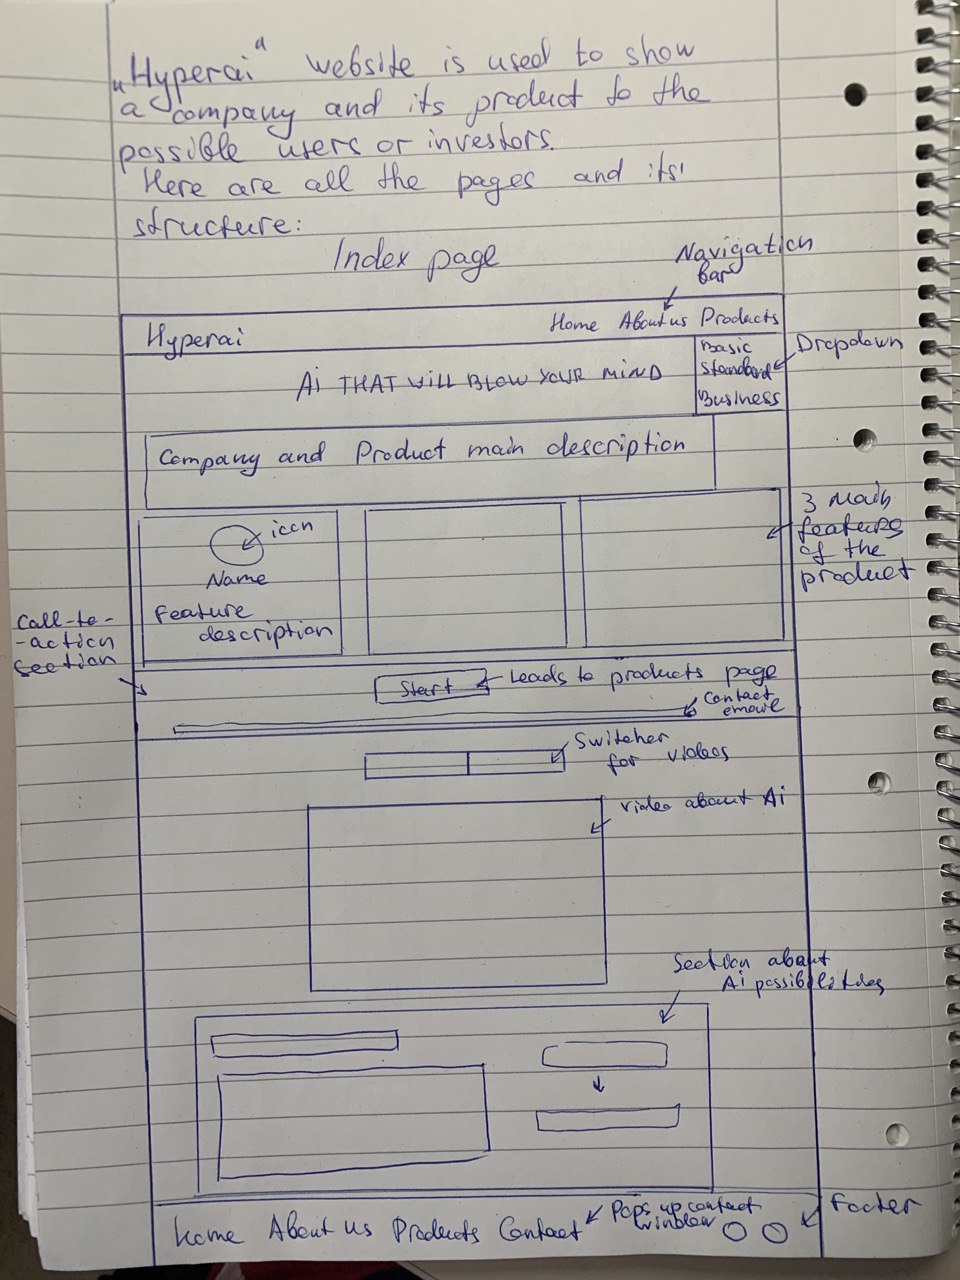 „Hyperai“ website is used to show
a company and its product to the
possible users or investors.
Here are all the pages and its'
structure:
Index page
Navigation
bar
Hyperai
Home About us Products
Dropdown
Basic
Standard
Business
Ai THAT WILL BLOW YOUR MIND
Company and Product main description
3 main
features
of the
product
icon
Name
Feature
description
Call-to-
-action
section
Start
Leads to products page
Contact
email
Switcher
for videos
video about Ai
Section about
Ai possibilities
Home About us Products Contact
Pops up contact
window
Footer